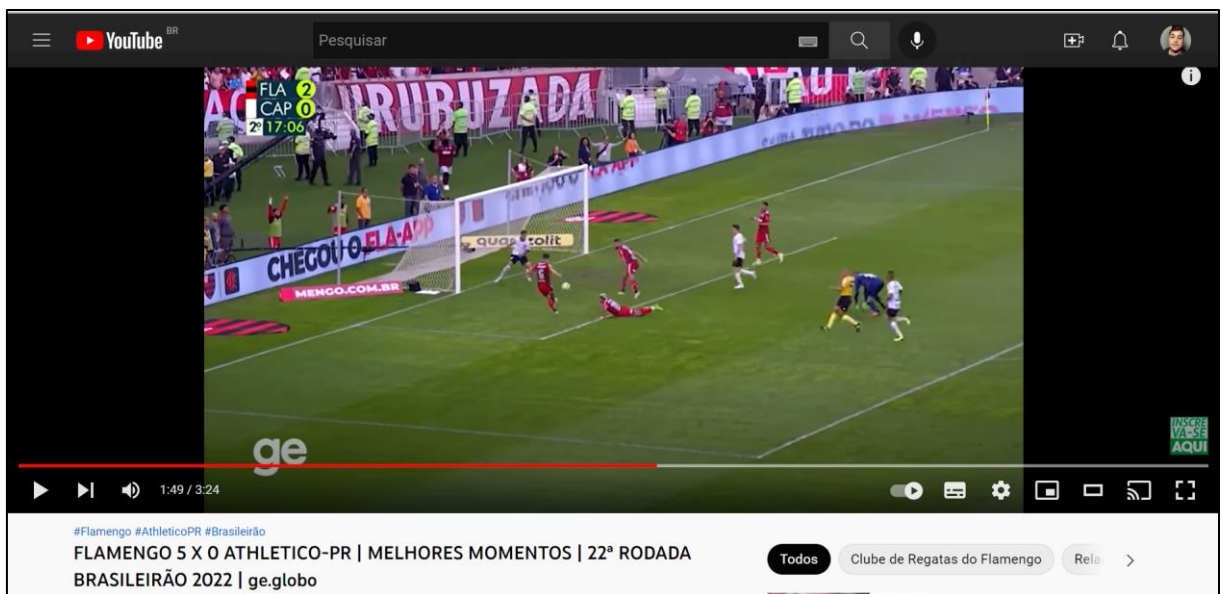 YouTube BR
Pesquisar
FLA 2
CAP 0
2º 17:06
URUBUZADA
CHEGOU O FLA-APP
MENGO.COM.BR
ge
INSCRE
VA-SE
AQUI
1:49 / 3:24
#Flamengo #AthleticoPR #Brasileirão
FLAMENGO 5 X 0 ATHLETICO-PR | MELHORES MOMENTOS | 22ª RODADA
BRASILEIRÃO 2022 | ge.globo
Todos
Clube de Regatas do Flamengo
Rela